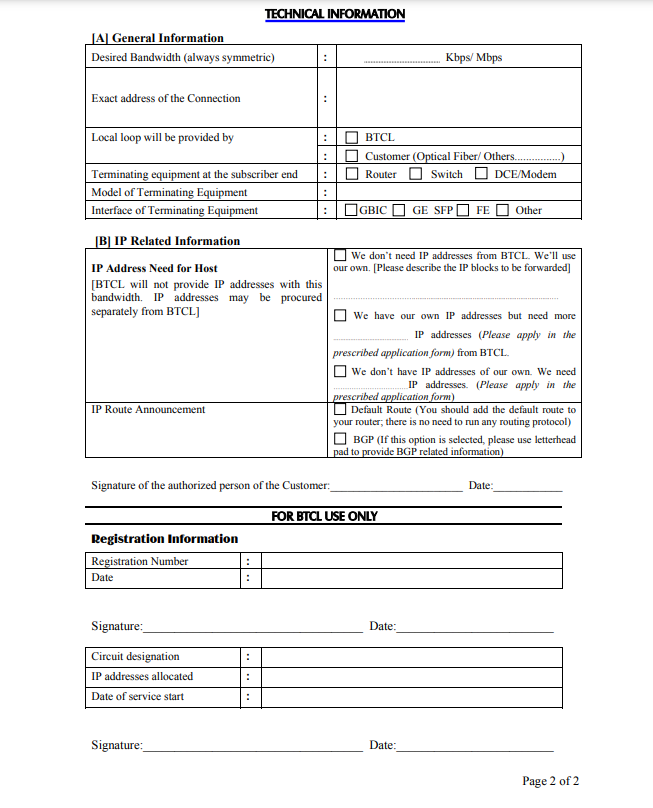 TECHNICAL INFORMATION
[A] General Information
Desired Bandwidth (always symmetric) : ........................... Kbps/ Mbps
Exact address of the Connection :
Local loop will be provided by : ☐ BTCL
: ☐ Customer (Optical Fiber/ Others................)
Terminating equipment at the subscriber end : ☐ Router ☐ Switch ☐ DCE/Modem
Model of Terminating Equipment :
Interface of Terminating Equipment : ☐ GBIC ☐ GE SFP ☐ FE ☐ Other
[B] IP Related Information
IP Address Need for Host
[BTCL will not provide IP addresses with this
bandwidth. IP addresses may be procured
separately from BTCL]
☐ We don't need IP addresses from BTCL. We'll use
our own. [Please describe the IP blocks to be forwarded]
................................................................................
☐ We have our own IP addresses but need more
........................... IP addresses (Please apply in the
prescribed application form) from BTCL.
☐ We don't have IP addresses of our own. We need
...........................IP addresses. (Please apply in the
prescribed application form)
IP Route Announcement
☐ Default Route (You should add the default route to
your router; there is no need to run any routing protocol)
☐ BGP (If this option is selected, please use letterhead
pad to provide BGP related information)
Signature of the authorized person of the Customer:_______________________ Date:____________
FOR BTCL USE ONLY
Registration Information
Registration Number :
Date :
Signature:___________________________________ Date:_________________________
Circuit designation :
IP addresses allocated :
Date of service start :
Signature:___________________________________ Date:_________________________
Page 2 of 2